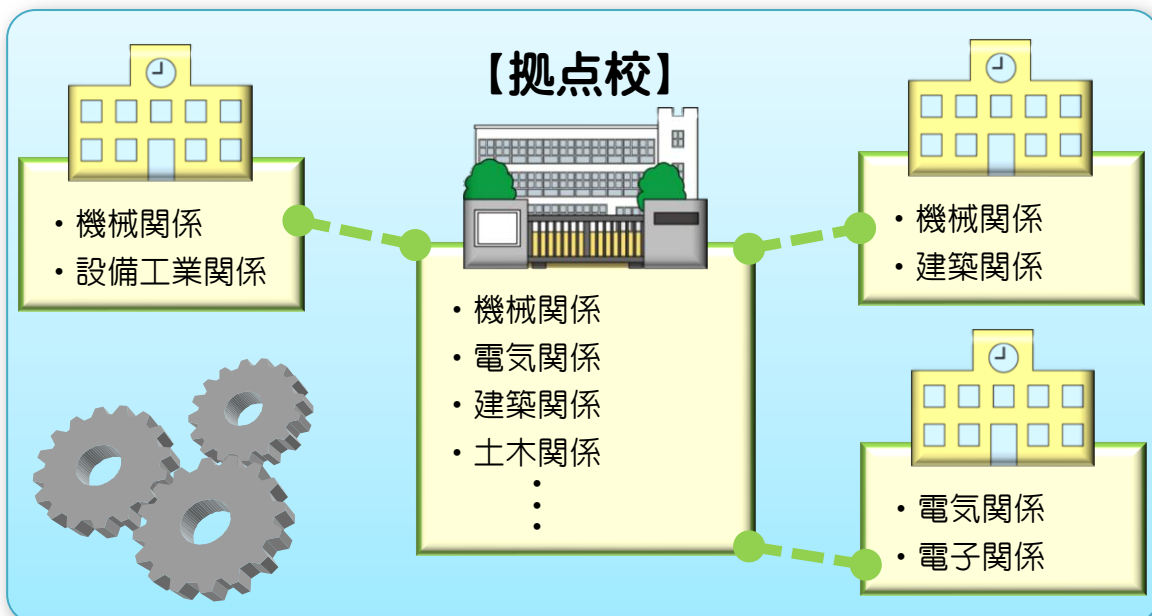 【拠点校】
・機械関係
・設備工業関係
・機械関係
・電気関係
・建築関係
・土木関係
・
・
・
・機械関係
・建築関係
・電気関係
・電子関係